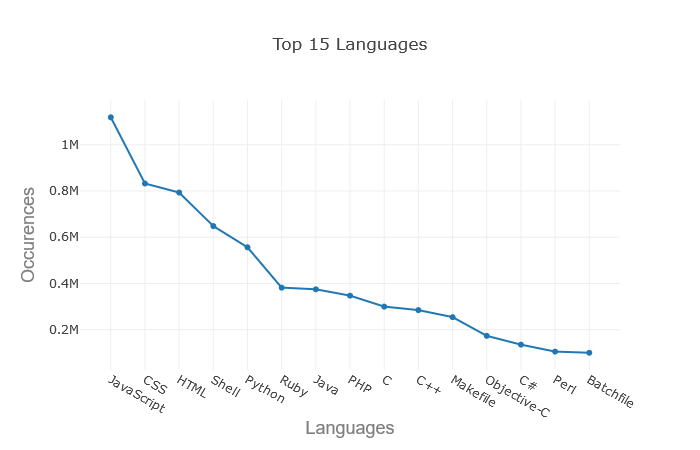 Top 15 Languages
1M
0.8M
0.6M
0.4M
0.2M
Occurences
JavaScript
CSS
HTML
Shell
Python
Ruby
Java
PHP
C
C++
Makefile
Objective-C
C#
Perl
Batchfile
Languages